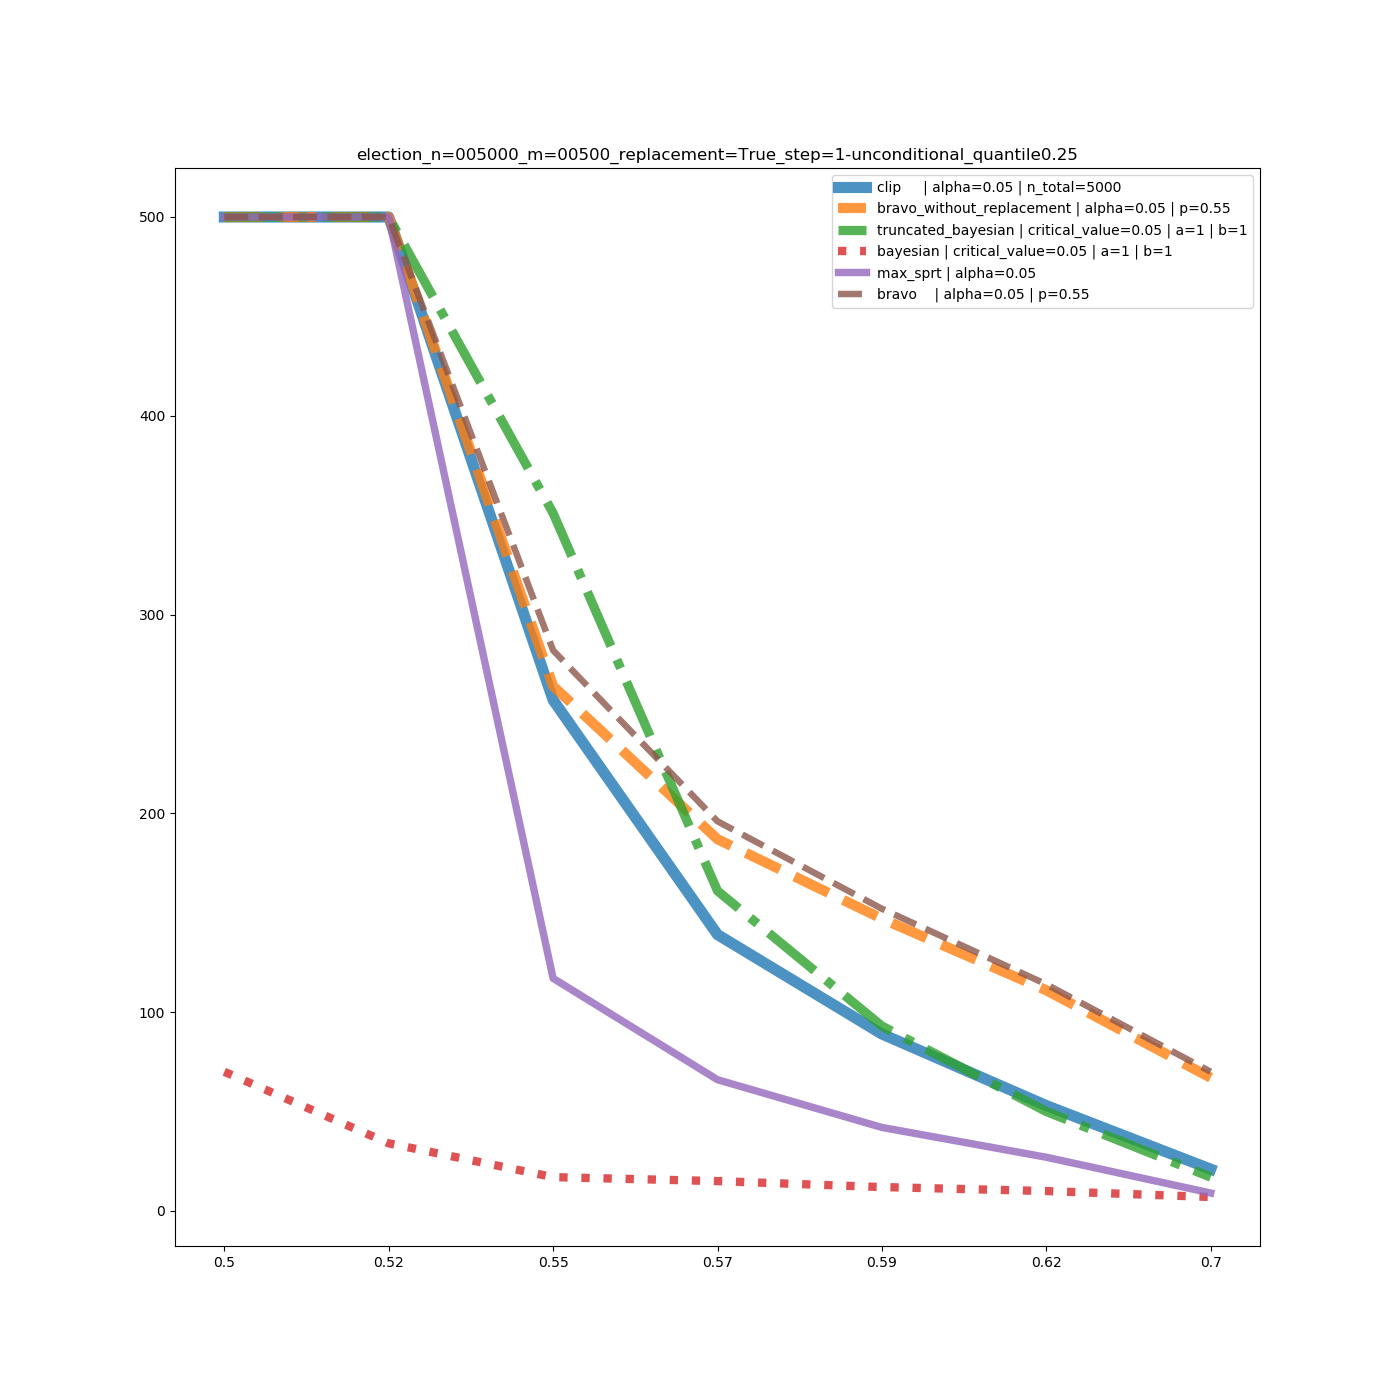 election_n=005000_m=00500_replacement=True_step=1-unconditional_quantile0.25
clip | alpha=0.05 | n_total=5000
bravo_without_replacement | alpha=0.05 | p=0.55
truncated_bayesian | critical_value=0.05 | a=1 | b=1
bayesian | critical_value=0.05 | a=1 | b=1
max_sprt | alpha=0.05
bravo | alpha=0.05 | p=0.55
500
400
300
200
100
0
0.5 0.52 0.55 0.57 0.59 0.62 0.7